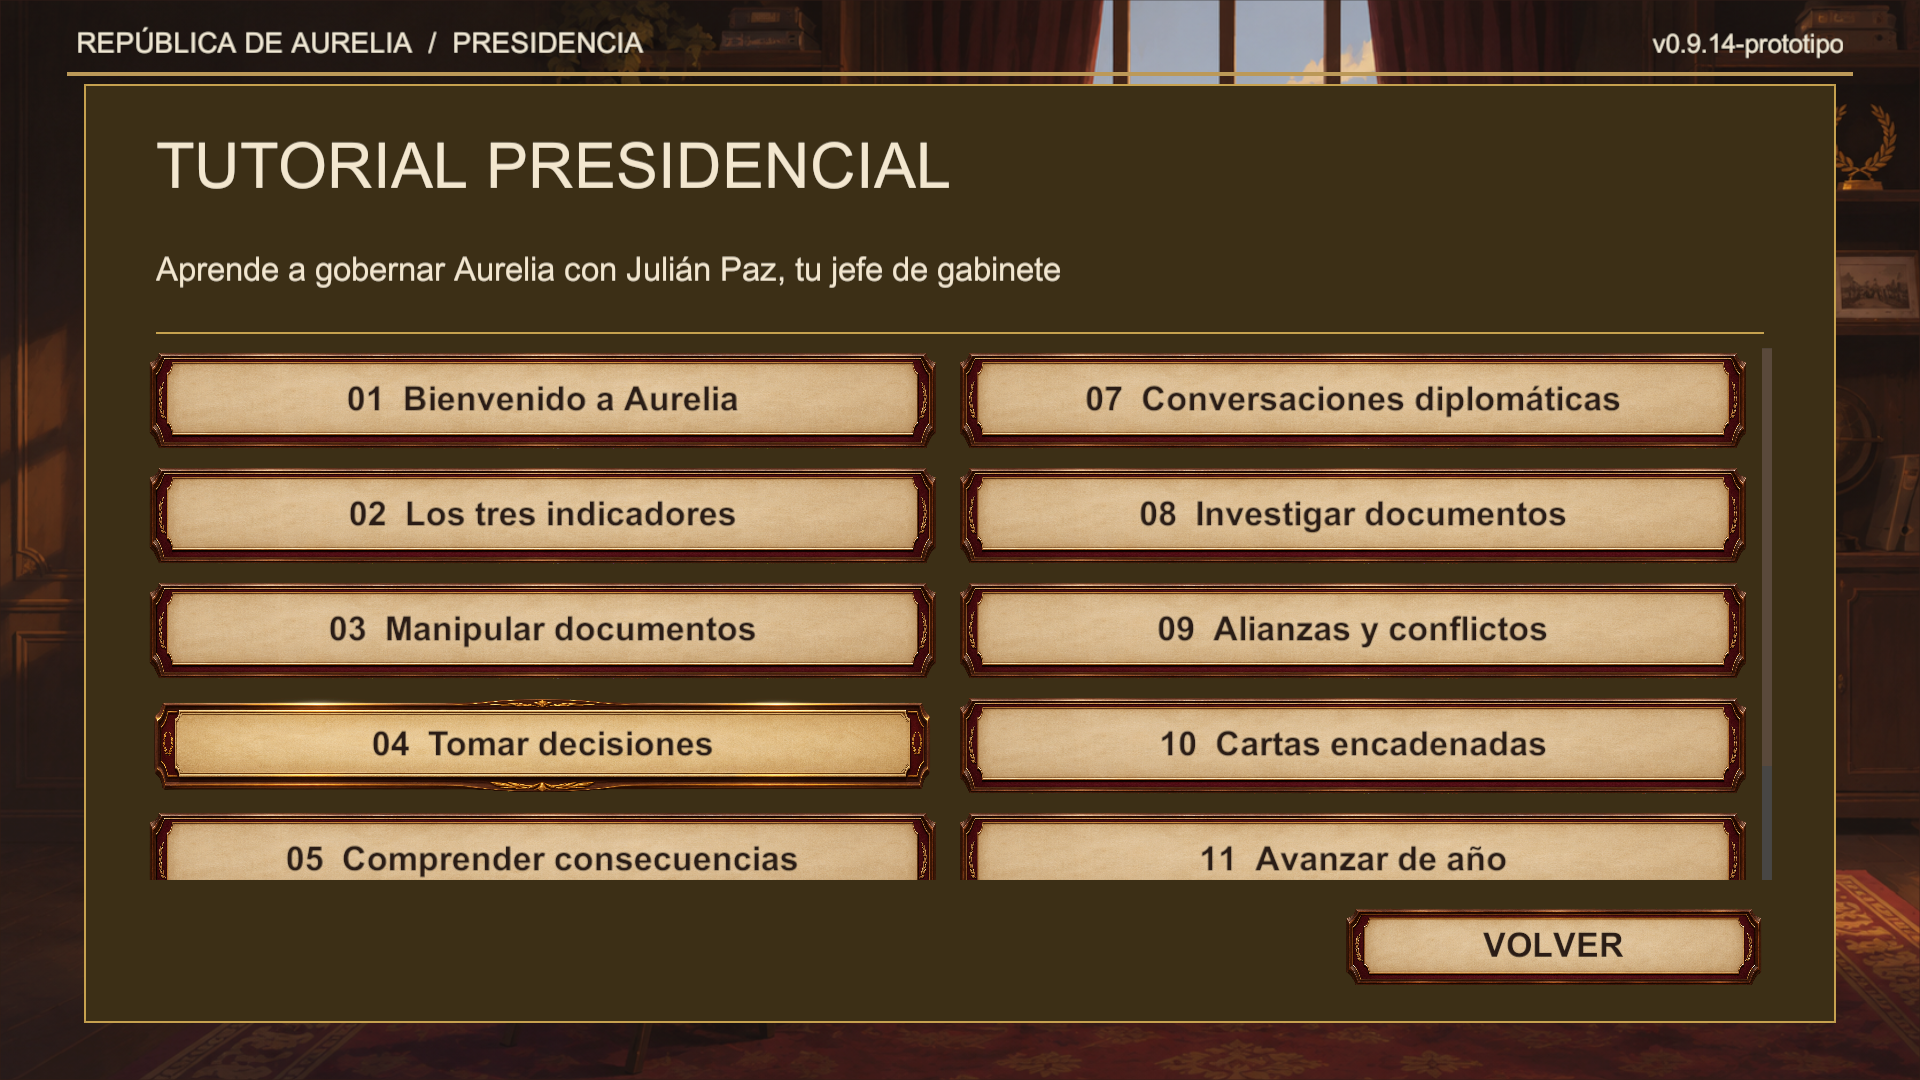 REPÚBLICA DE AURELIA / PRESIDENCIA
v0.9.14-prototipo
TUTORIAL PRESIDENCIAL
Aprende a gobernar Aurelia con Julián Paz, tu jefe de gabinete
01 Bienvenido a Aurelia
02 Los tres indicadores
03 Manipular documentos
04 Tomar decisiones
05 Comprender consecuencias
07 Conversaciones diplomáticas
08 Investigar documentos
09 Alianzas y conflictos
10 Cartas encadenadas
11 Avanzar de año
VOLVER